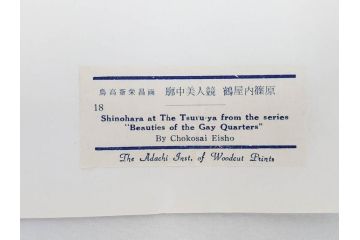 鳥高斎栄昌画 廓中美人鏡 鶴屋内篠原
18
Shinohara at The Tsuru-ya from the series
"Beauties of the Gay Quarters"
By Chokosai Eisho
The Adachi Inst. of Woodcut Prints